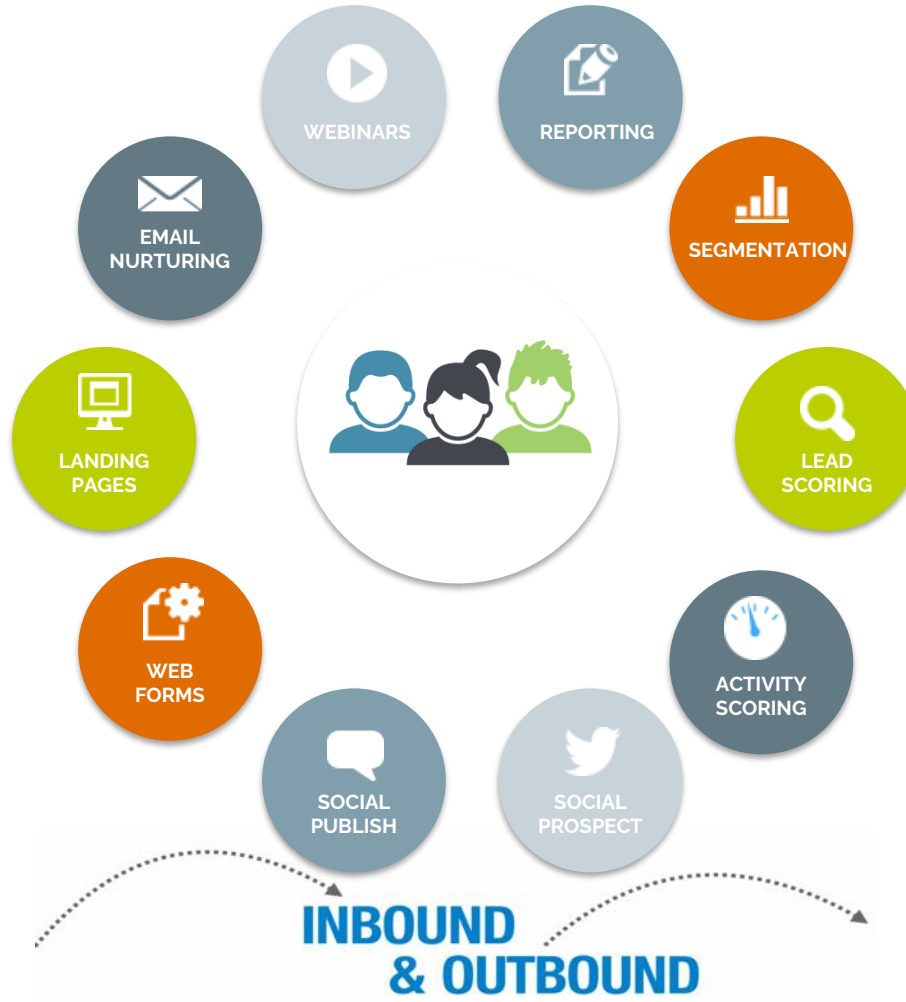 WEBINARS
REPORTING
EMAIL
NURTURING
SEGMENTATION
LANDING
PAGES
LEAD
SCORING
WEB
FORMS
ACTIVITY
SCORING
SOCIAL
PUBLISH
SOCIAL
PROSPECT
INBOUND
& OUTBOUND